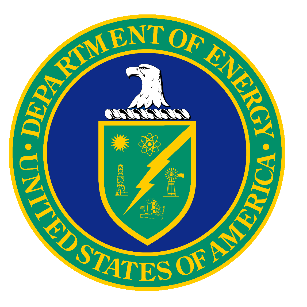 DEPARTMENT OF ENERGY
UNITED STATES OF AMERICA